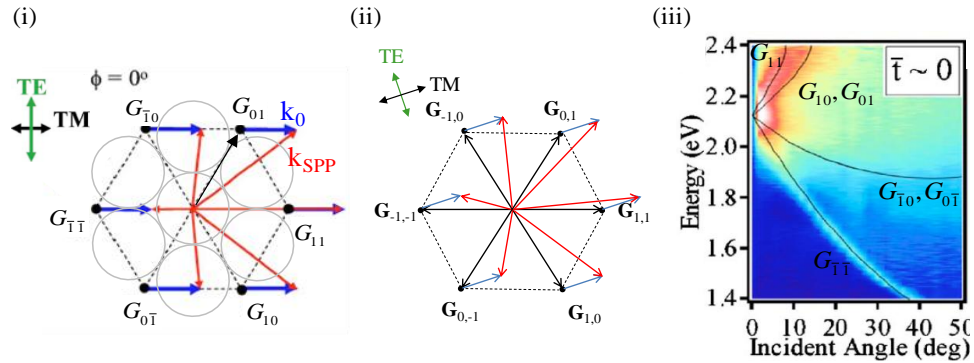 (i)
TE
TM
ϕ = 0°
G_{\bar{1}0}
G_{01}
k_0
k_{SPP}
G_{\bar{1}\bar{1}}
G_{11}
G_{0\bar{1}}
G_{10}
(ii)
TE
TM
G_{-1,0}
G_{0,1}
G_{-1,-1}
G_{1,1}
G_{0,-1}
G_{1,0}
(iii)
Energy (eV)
2.4
2.2
2.0
1.8
1.6
1.4
G_{11}
\bar{t} ~ 0
G_{10}, G_{01}
G_{\bar{1}0}, G_{0\bar{1}}
G_{\bar{1}\bar{1}}
0 10 20 30 40 50
Incident Angle (deg)